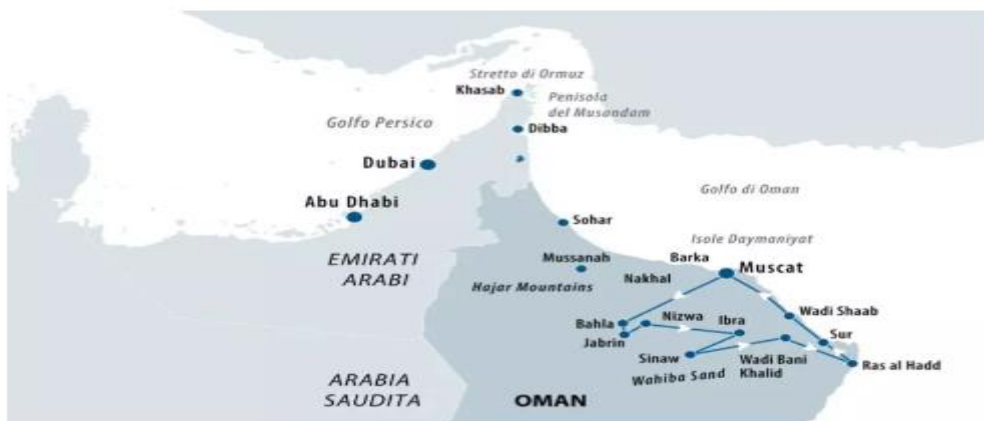 Stretto di Ormuz
Khasab
Penisola
del Musandam
Golfo Persico
Dibba
Dubai
Golfo di Oman
Abu Dhabi
Sohar
Isole Daymaniyat
EMIRATI
ARABI
Mussanah
Barka
Muscat
Nakhal
Hajar Mountains
Wadi Shaab
Bahla
Nizwa
Ibra
Jabrin
Sur
Sinaw
Wadi Bani
Khalid
Ras al Hadd
Wahiba Sand
ARABIA
SAUDITA
OMAN